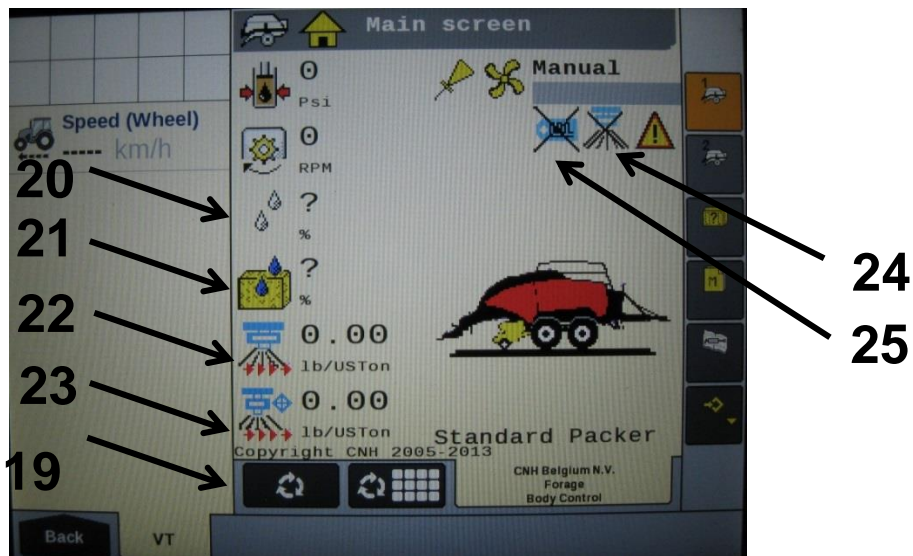 Main screen
0
Psi
Manual
Speed (Wheel)
----- km/h
0
RPM
1
2
20
?
%
21
?
%
22
0.00
lb/USTon
23
0.00
lb/USTon
24
25
?
M
Standard Packer
Copyright CNH 2005-2013
19
CNH Belgium N.V.
Forage
Body Control
Back
VT